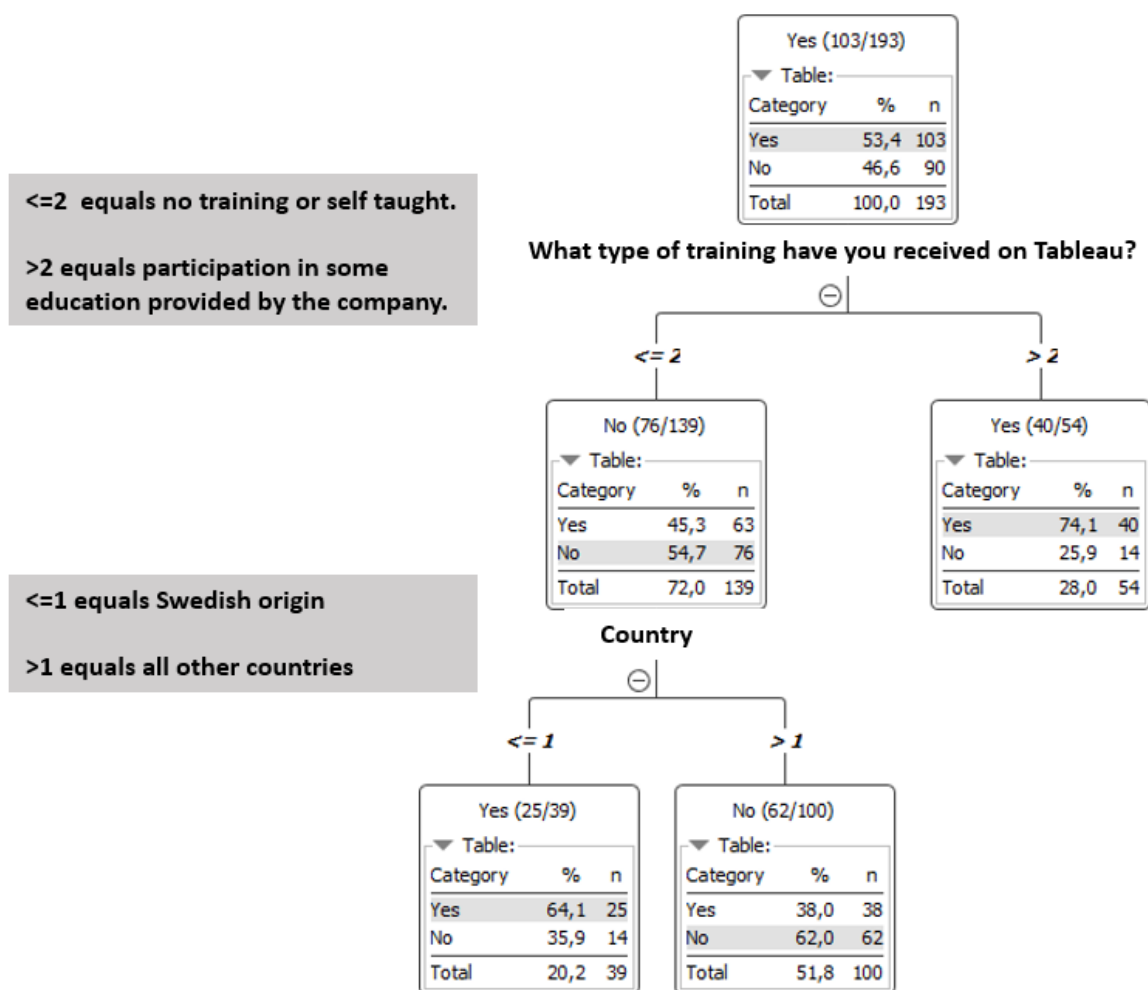 Yes (103/193)
Table:
Category % n
Yes 53,4 103
No 46,6 90
Total 100,0 193
<=2 equals no training or self taught.
>2 equals participation in some
education provided by the company.
What type of training have you received on Tableau?
<= 2
> 2
No (76/139)
Table:
Category % n
Yes 45,3 63
No 54,7 76
Total 72,0 139
Yes (40/54)
Table:
Category % n
Yes 74,1 40
No 25,9 14
Total 28,0 54
<=1 equals Swedish origin
>1 equals all other countries
Country
<= 1
> 1
Yes (25/39)
Table:
Category % n
Yes 64,1 25
No 35,9 14
Total 20,2 39
No (62/100)
Table:
Category % n
Yes 38,0 38
No 62,0 62
Total 51,8 100